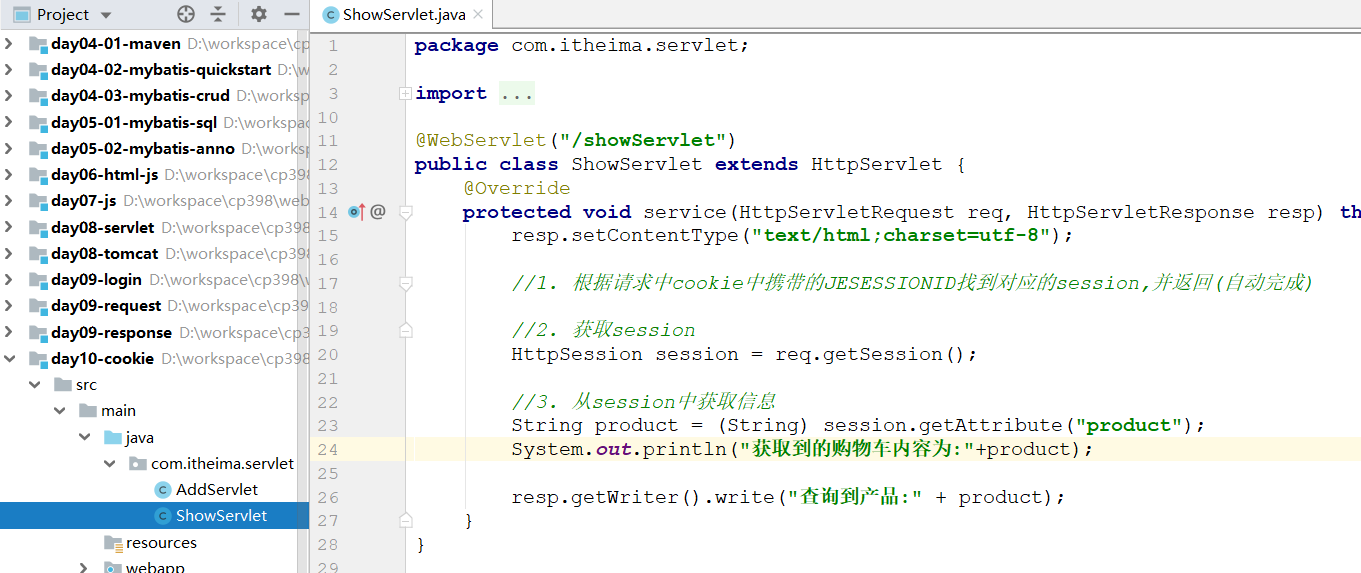 Project
day04-01-maven D:\workspace\cp
day04-02-mybatis-quickstart D:\w
day04-03-mybatis-crud D:\worksp
day05-01-mybatis-sql D:\workspac
day05-02-mybatis-anno D:\worksp
day06-html-js D:\workspace\cp398
day07-js D:\workspace\cp398\web
day08-servlet D:\workspace\cp398
day08-tomcat D:\workspace\cp398
day09-login D:\workspace\cp398\w
day09-request D:\workspace\cp39
day09-response D:\workspace\cp3
day10-cookie D:\workspace\cp398
src
main
java
com.itheima.servlet
AddServlet
ShowServlet
resources
webapp
ShowServlet.java
1 package com.itheima.servlet;
2
3 import ...
10
11 @WebServlet("/showServlet")
12 public class ShowServlet extends HttpServlet {
13 @Override
14 protected void service(HttpServletRequest req, HttpServletResponse resp) th
15 resp.setContentType("text/html;charset=utf-8");
16
17 //1. 根据请求中cookie中携带的JESESSIONID找到对应的session,并返回(自动完成)
18
19 //2. 获取session
20 HttpSession session = req.getSession();
21
22 //3. 从session中获取信息
23 String product = (String) session.getAttribute("product");
24 System.out.println("获取到的购物车内容为:"+product);
25
26 resp.getWriter().write("查询到产品:" + product);
27 }
28 }
29